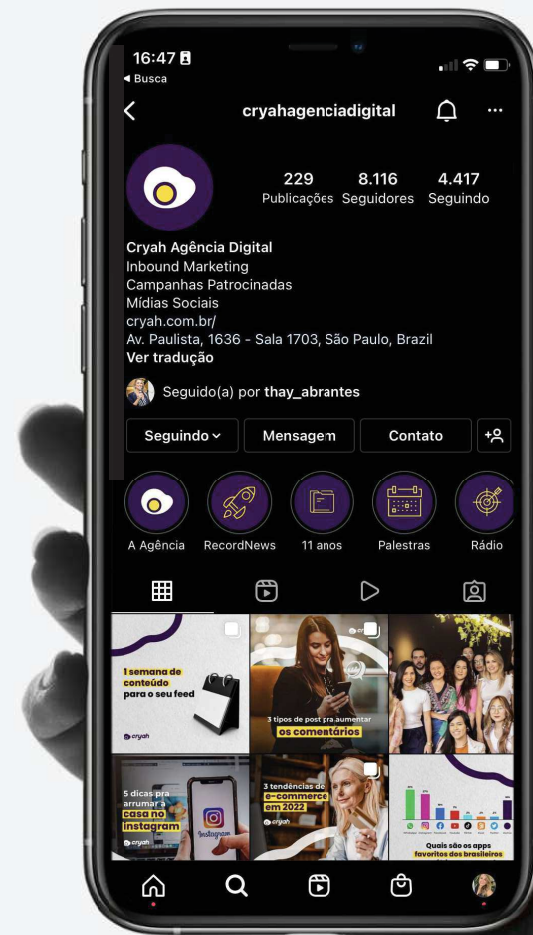 16:47
Busca
cryahagenciadigital
229
8.116
4.417
Publicações
Seguidores
Seguindo
Cryah Agência Digital
Inbound Marketing
Campanhas Patrocinadas
Mídias Sociais
cryah.com.br/
Av. Paulista, 1636 - Sala 1703, São Paulo, Brazil
Ver tradução
Seguido(a) por thay_abrantes
Seguindo
Mensagem
Contato
A Agência
RecordNews
11 anos
Palestras
Rádio
1 semana de
conteúdo
para o seu feed
cryah
3 tipos de post pra aumentar
os comentários
5 dicas pra
arrumar a
casa no
instagram
cryah
Instagram
3 tendências de
e-commerce
em 2022
cryah
Quais são os apps
favoritos dos brasileiros